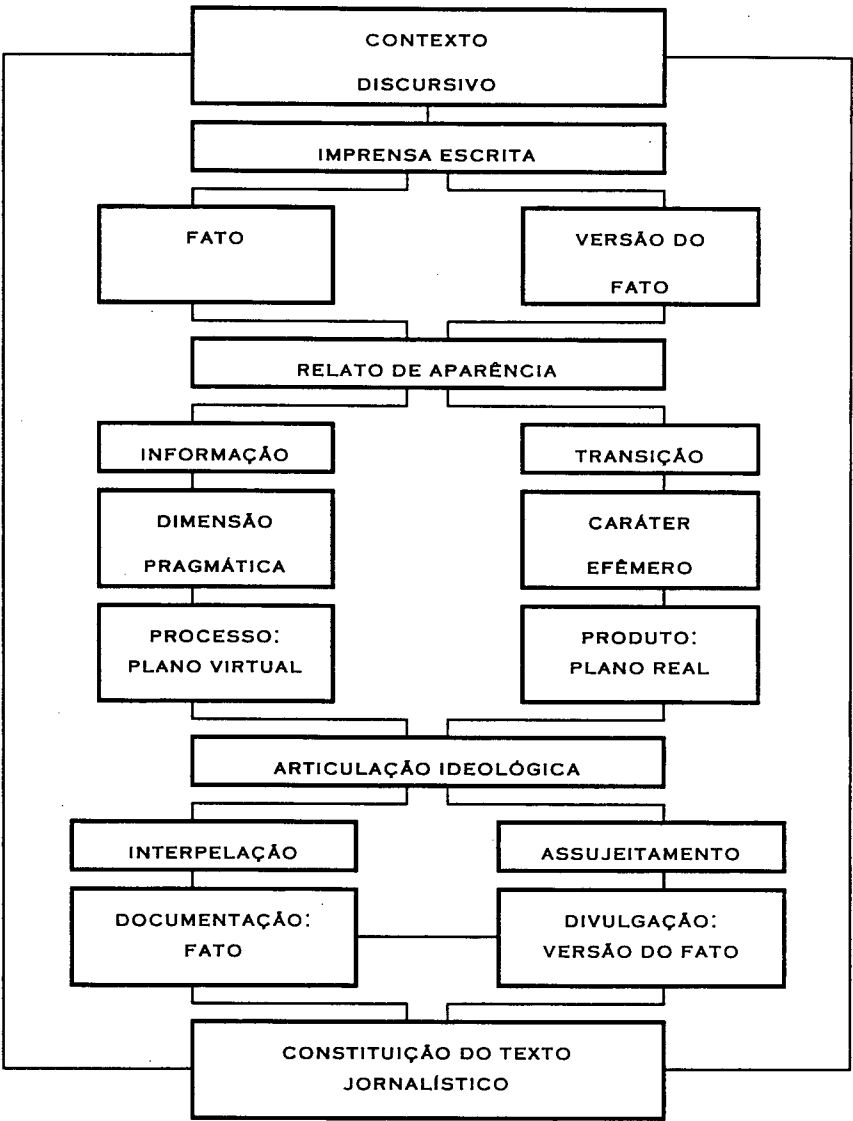 CONTEXTO
DISCURSIVO
IMPRENSA ESCRITA
FATO
VERSÃO DO
FATO
RELATO DE APARÊNCIA
INFORMAÇÃO
TRANSIÇÃO
DIMENSÃO
PRAGMÁTICA
CARÁTER
EFÊMERO
PROCESSO:
PLANO VIRTUAL
PRODUTO:
PLANO REAL
ARTICULAÇÃO IDEOLÓGICA
INTERPELAÇÃO
ASSUJEITAMENTO
DOCUMENTAÇÃO:
FATO
DIVULGAÇÃO:
VERSÃO DO FATO
CONSTITUIÇÃO DO TEXTO
JORNALÍSTICO